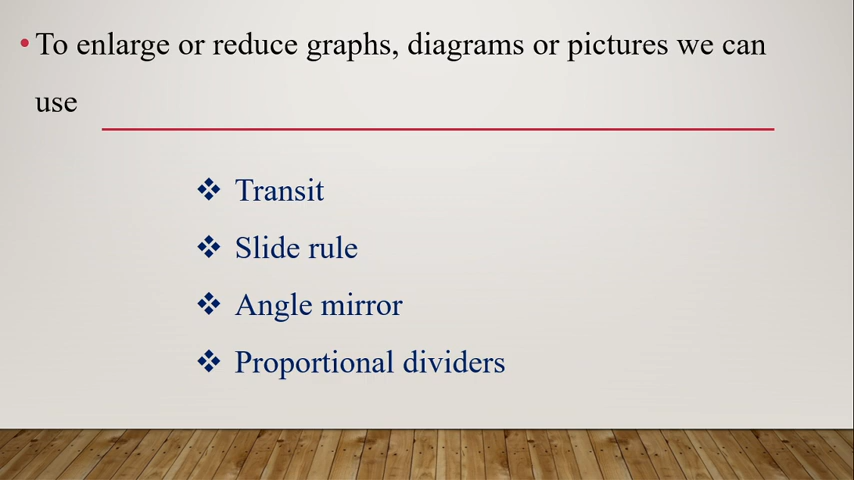 • To enlarge or reduce graphs, diagrams or pictures we can
use
❖ Transit
❖ Slide rule
❖ Angle mirror
❖ Proportional dividers